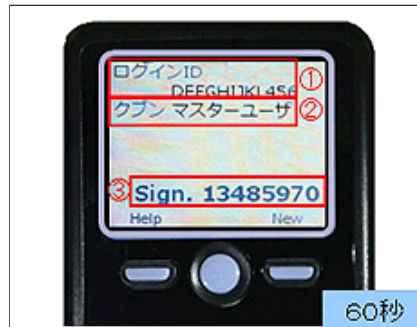 ログインID ①
DEFGHIJKL456
クブン マスターユーザ ②
③ Sign. 13485970
Help New
60秒